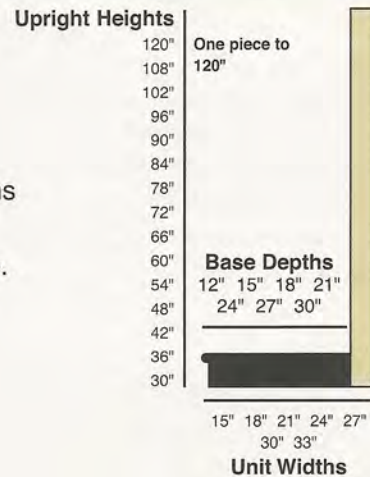 Upright Heights
120"
108"
102"
96"
90"
84"
78"
72"
66"
60"
54"
48"
42"
36"
30"
One piece to
120"
Base Depths
12" 15" 18" 21"
24" 27" 30"
15" 18" 21" 24" 27"
30" 33"
Unit Widths